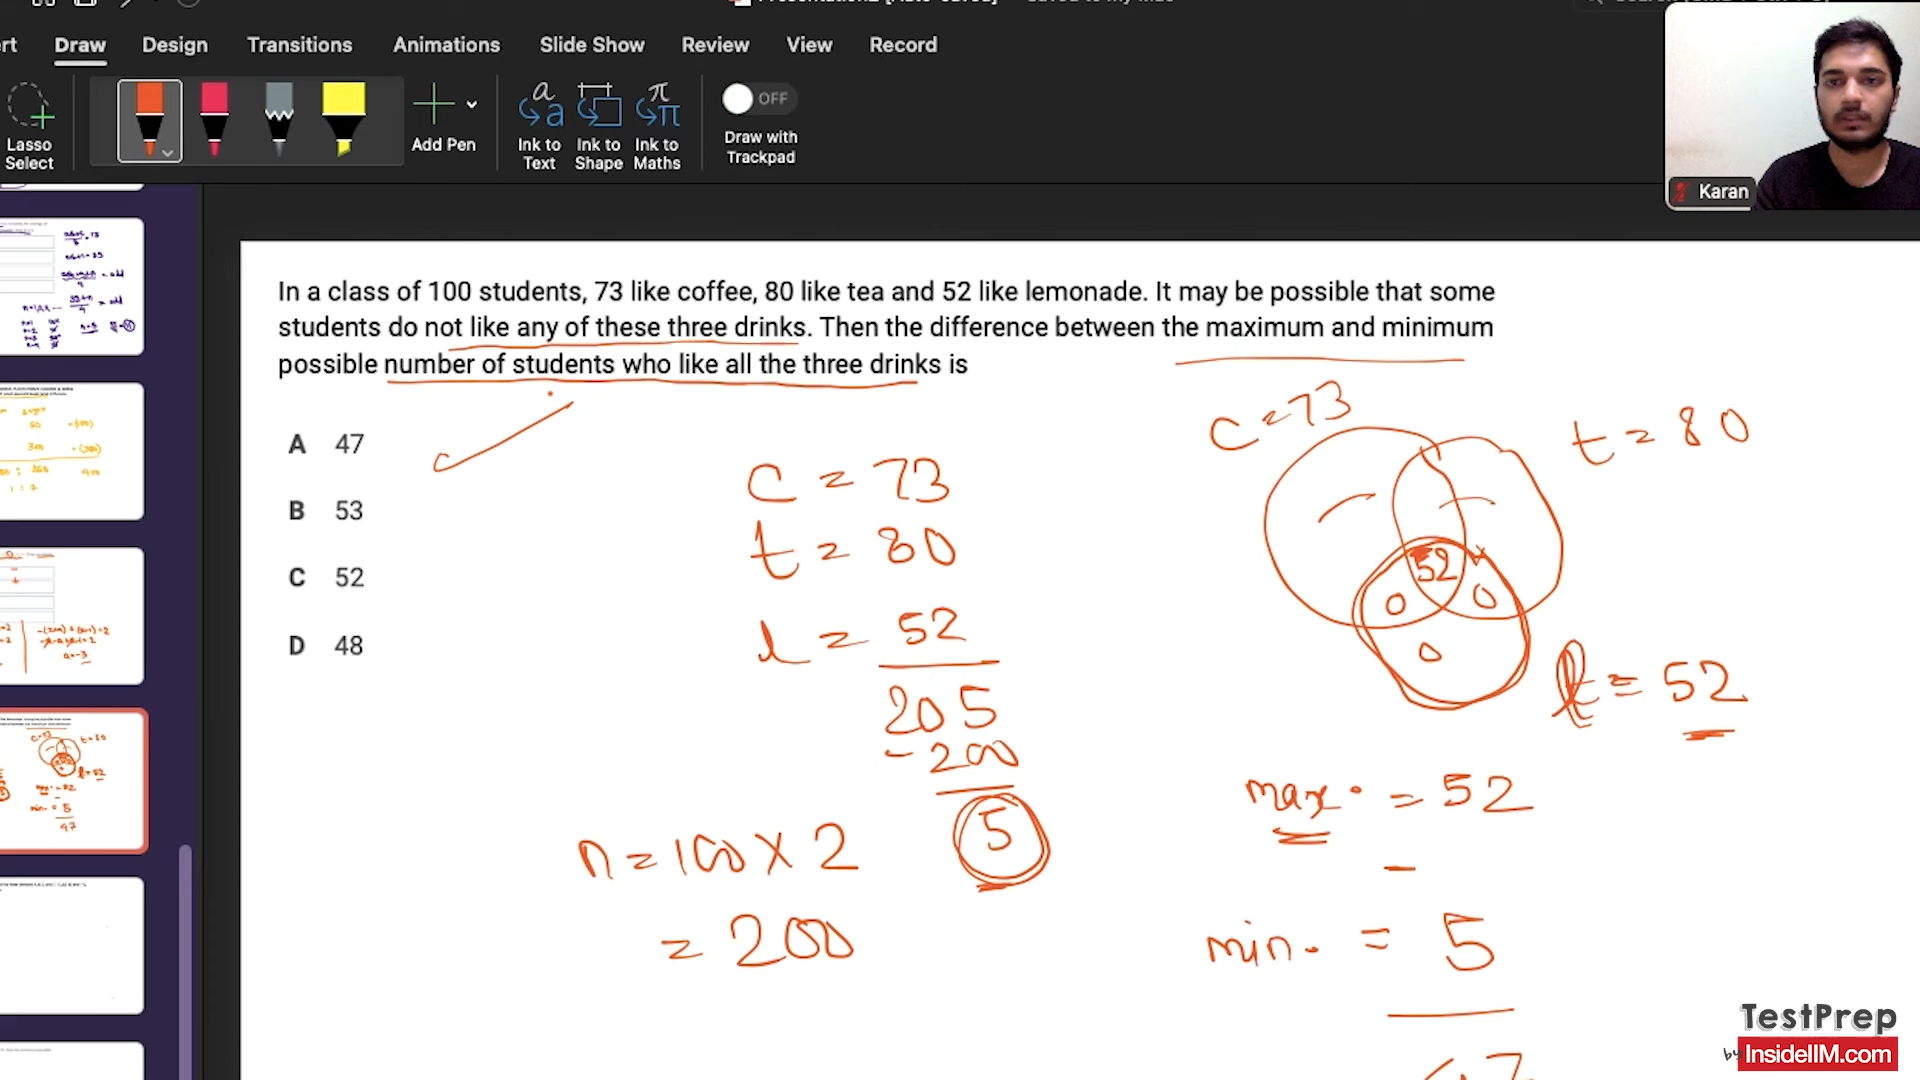 Draw Design Transitions Animations Slide Show Review View Record
Lasso Select
Add Pen
Ink to Text
Ink to Shape
Ink to Maths
OFF
Draw with Trackpad
Karan
In a class of 100 students, 73 like coffee, 80 like tea and 52 like lemonade. It may be possible that some
students do not like any of these three drinks. Then the difference between the maximum and minimum
possible number of students who like all the three drinks is
A 47
B 53
C 52
D 48
c = 73
t = 80
l = 52
205
- 200
5
n = 100 x 2
= 200
C = 73
t = 80
52
0 0
0
l = 52
max. = 52
-
min. = 5
47
TestPrep
by InsideIIM.com